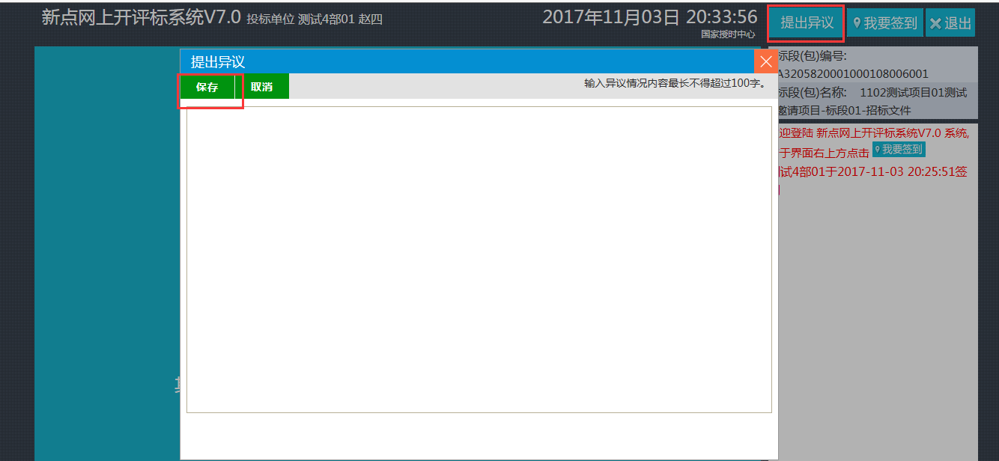 新点网上开评标系统V7.0 投标单位 测试4部01 赵四
2017年11月03日 20:33:56
国家授时中心
提出异议
我要签到
退出
提出异议
保存
取消
输入异议情况内容最长不得超过100字。
标段(包)编号:
A3205820001000108006001
标段(包)名称: 1102测试项目01测试
邀请项目-标段01-招标文件
迎登陆 新点网上开评标系统V7.0 系统,
于界面右上方点击 我要签到
试4部01于2017-11-03 20:25:51签